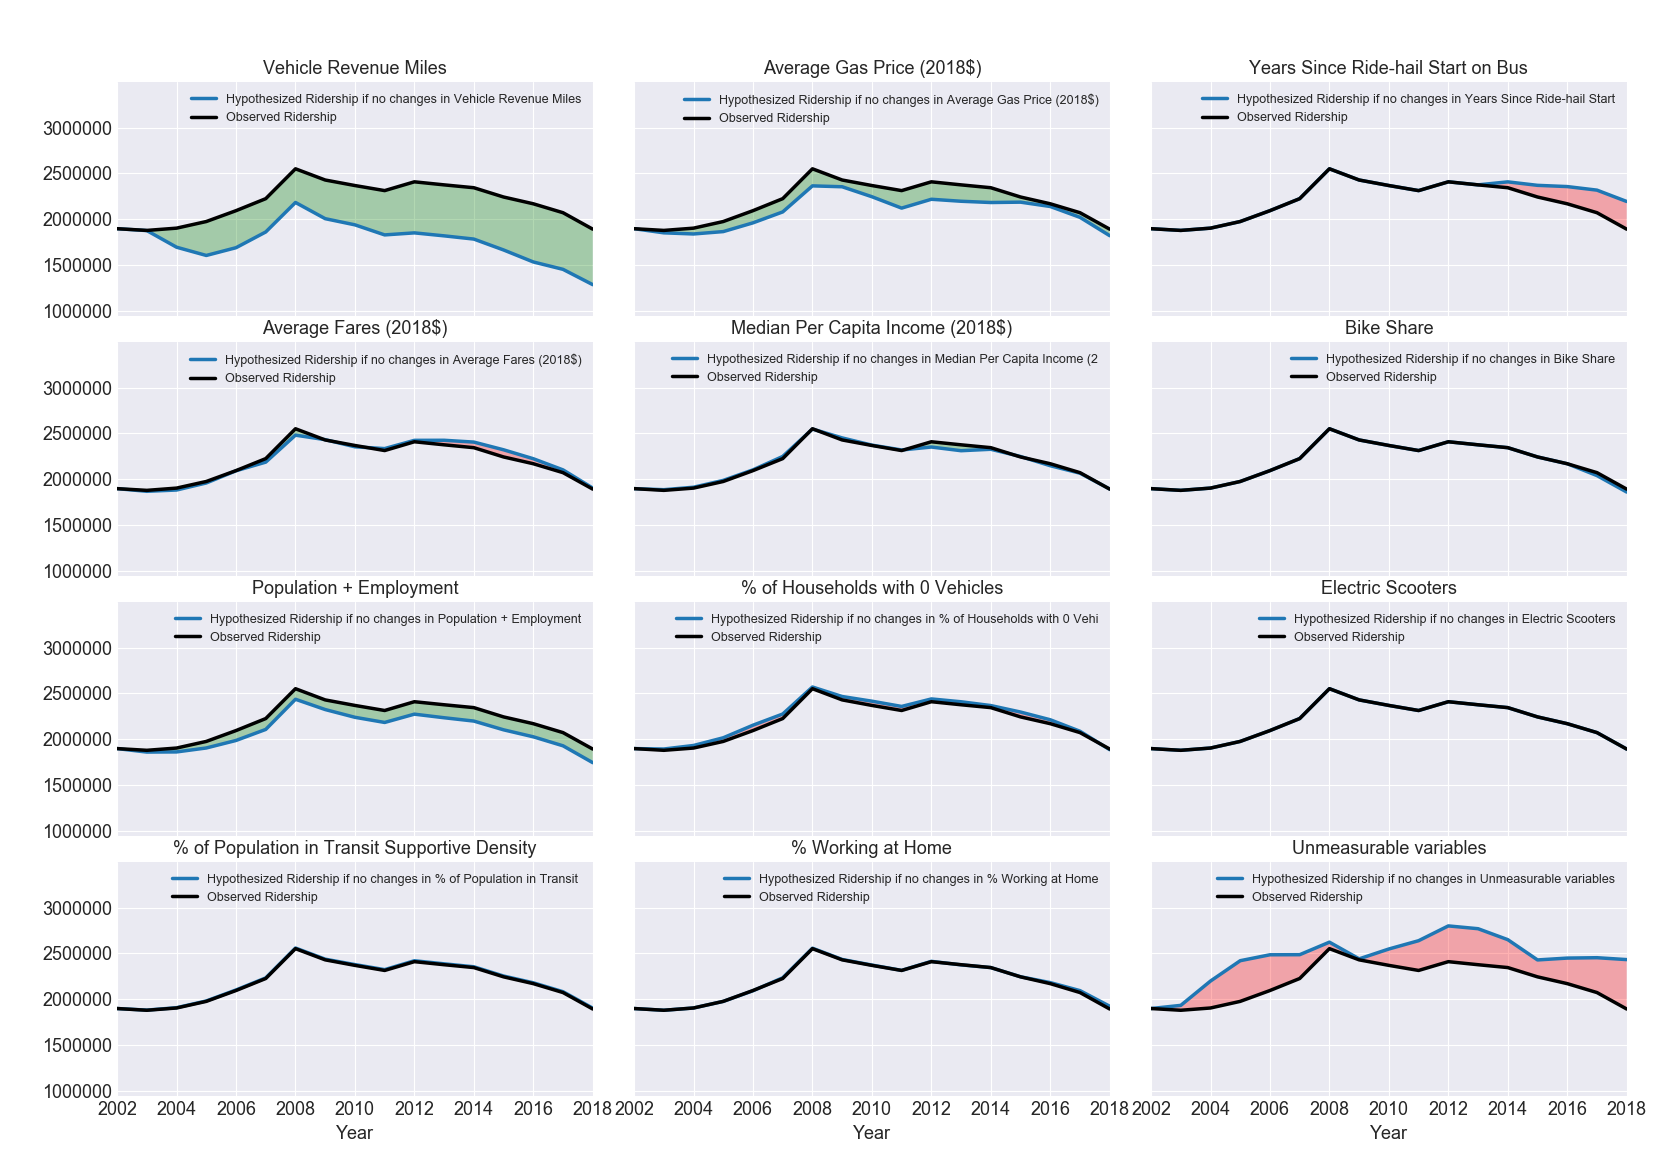 Vehicle Revenue Miles
Hypothesized Ridership if no changes in Vehicle Revenue Miles
Observed Ridership
3000000
2500000
2000000
1500000
1000000
Average Gas Price (2018$)
Hypothesized Ridership if no changes in Average Gas Price (2018$)
Observed Ridership
Years Since Ride-hail Start on Bus
Hypothesized Ridership if no changes in Years Since Ride-hail Start
Observed Ridership
Average Fares (2018$)
Hypothesized Ridership if no changes in Average Fares (2018$)
Observed Ridership
3000000
2500000
2000000
1500000
1000000
Median Per Capita Income (2018$)
Hypothesized Ridership if no changes in Median Per Capita Income (2
Observed Ridership
Bike Share
Hypothesized Ridership if no changes in Bike Share
Observed Ridership
Population + Employment
Hypothesized Ridership if no changes in Population + Employment
Observed Ridership
3000000
2500000
2000000
1500000
1000000
% of Households with 0 Vehicles
Hypothesized Ridership if no changes in % of Households with 0 Vehi
Observed Ridership
Electric Scooters
Hypothesized Ridership if no changes in Electric Scooters
Observed Ridership
% of Population in Transit Supportive Density
Hypothesized Ridership if no changes in % of Population in Transit
Observed Ridership
3000000
2500000
2000000
1500000
1000000
2002 2004 2006 2008 2010 2012 2014 2016 2018
Year
% Working at Home
Hypothesized Ridership if no changes in % Working at Home
Observed Ridership
2002 2004 2006 2008 2010 2012 2014 2016 2018
Year
Unmeasurable variables
Hypothesized Ridership if no changes in Unmeasurable variables
Observed Ridership
2002 2004 2006 2008 2010 2012 2014 2016 2018
Year